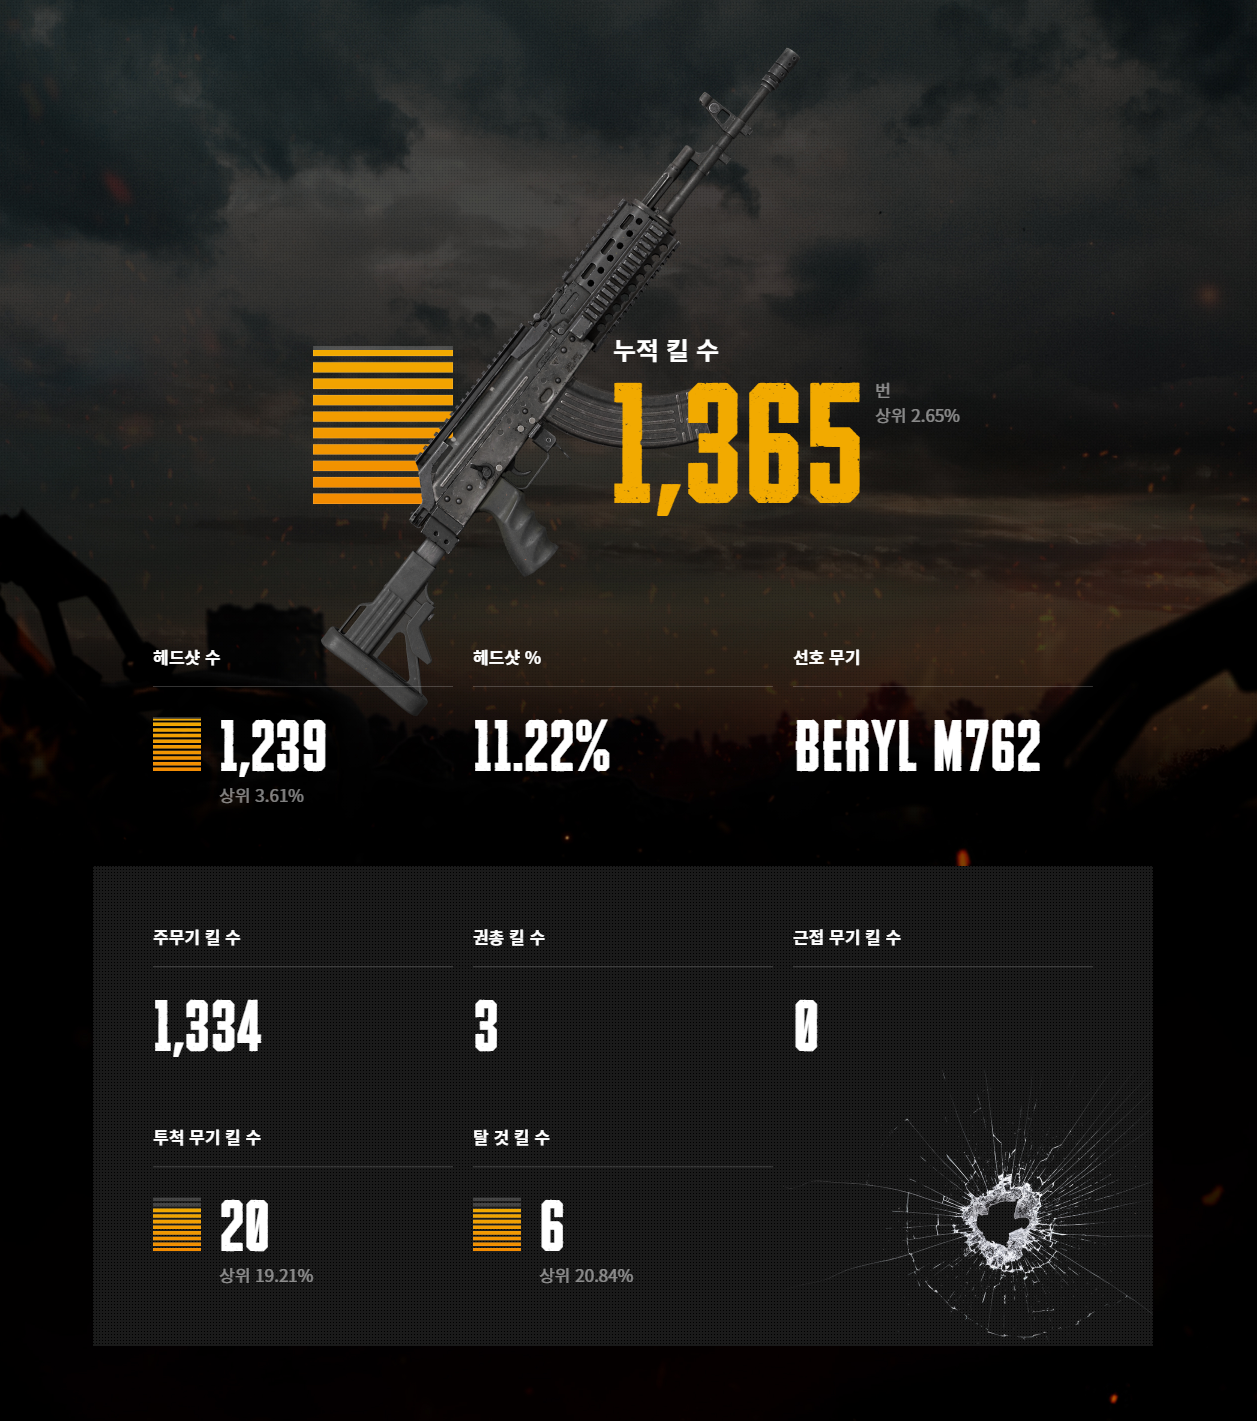 누적 킬 수
1,365
번
상위 2.65%
헤드샷 수
1,239
상위 3.61%
헤드샷 %
11.22%
선호 무기
BERYL M762
주무기 킬 수
1,334
권총 킬 수
3
근접 무기 킬 수
0
투척 무기 킬 수
20
상위 19.21%
탈 것 킬 수
6
상위 20.84%